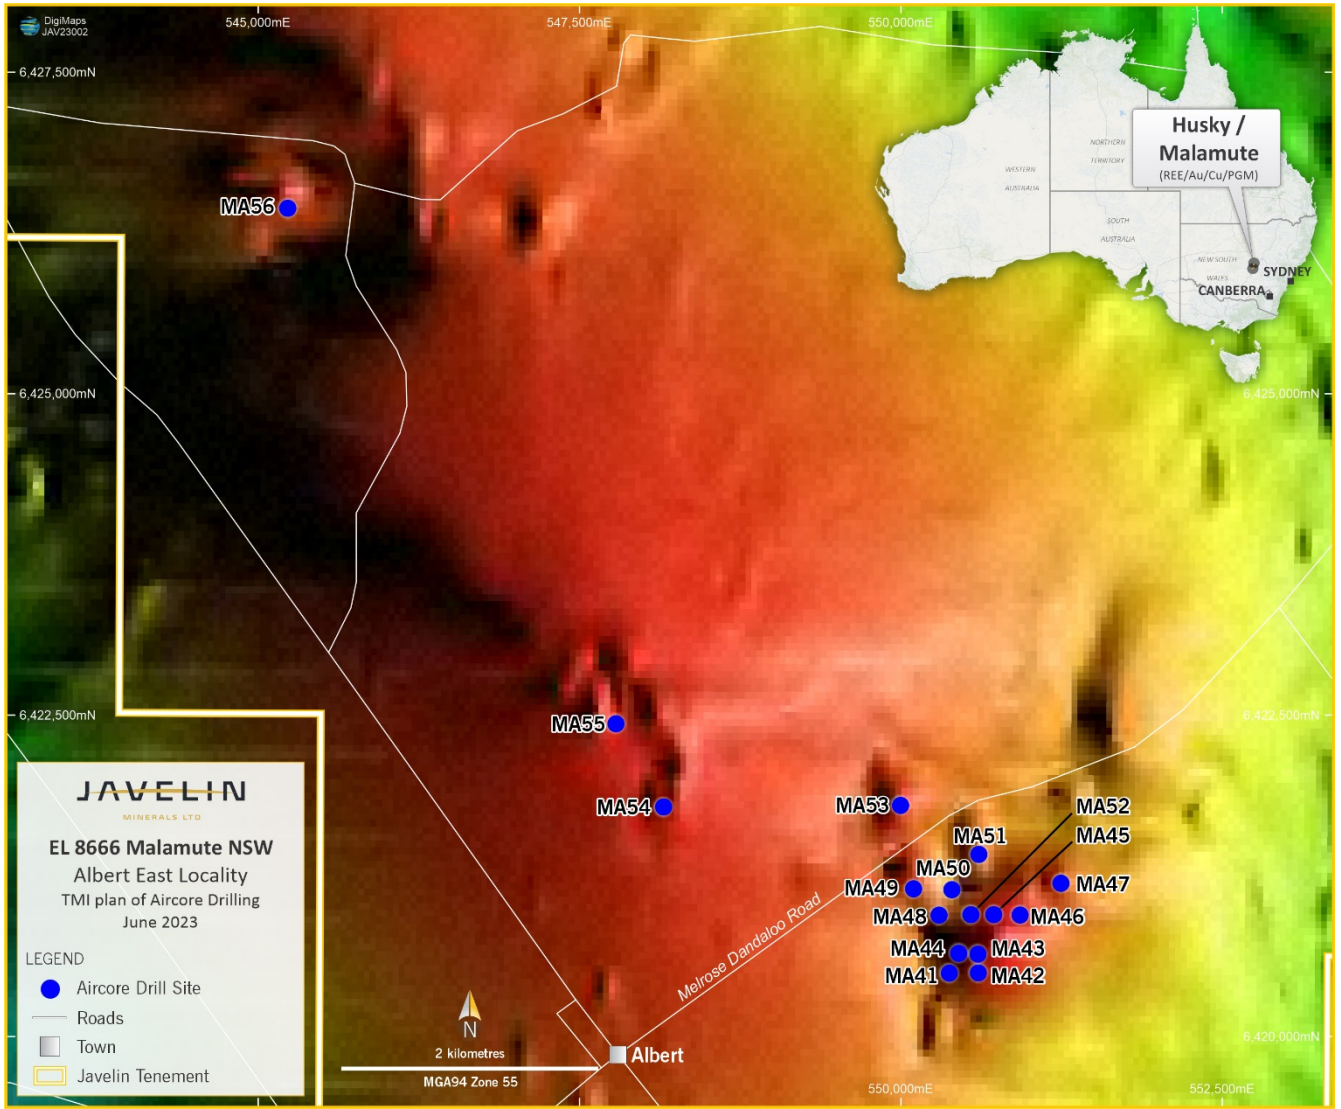 DigiMaps
JAV23002
545,000mE
547,500mE
550,000mE
6,427,500mN
Husky /
Malamute
(REE/Au/Cu/PGM)
NORTHERN
TERRITORY
WESTERN
AUSTRALIA
SOUTH
AUSTRALIA
NEW SOUTH
WALES
SYDNEY
CANBERRA
MA56
6,425,000mN
6,425,000mN
6,422,500mN
6,422,500mN
MA55
MA54
MA53
MA52
MA51
MA45
MA50
MA49
MA47
MA48
MA46
MA44
MA43
MA41
MA42
Melrose Dandaloo Road
JAVELIN
MINERALS LTD
EL 8666 Malamute NSW
Albert East Locality
TMI plan of Aircore Drilling
June 2023
LEGEND
Aircore Drill Site
Roads
Town
Javelin Tenement
N
2 kilometres
MGA94 Zone 55
Albert
6,420,000mN
550,000mE
552,500mE